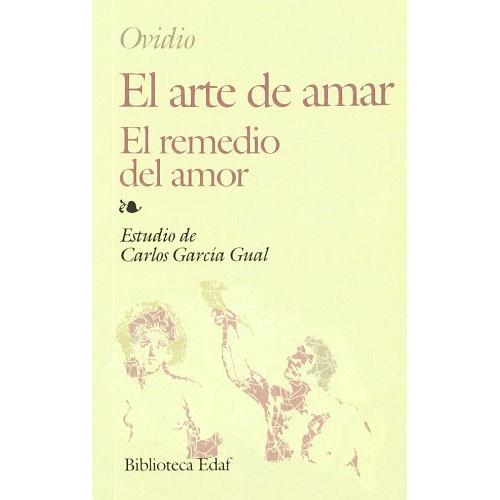 Ovidio
El arte de amar
El remedio
del amor
Estudio de
Carlos García Gual
Biblioteca Edaf